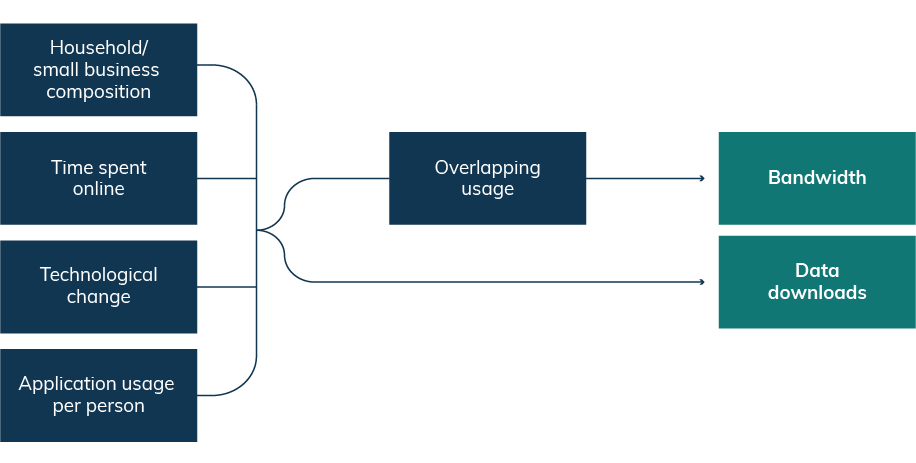 Household/
small business
composition
Time spent
online
Technological
change
Application usage
per person
Overlapping
usage
Bandwidth
Data
downloads